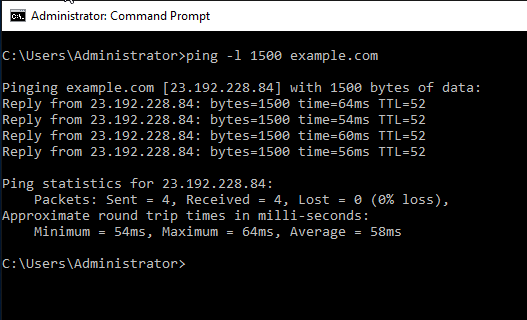 Administrator: Command Prompt
C:\Users\Administrator>ping -l 1500 example.com
Pinging example.com [23.192.228.84] with 1500 bytes of data:
Reply from 23.192.228.84: bytes=1500 time=64ms TTL=52
Reply from 23.192.228.84: bytes=1500 time=54ms TTL=52
Reply from 23.192.228.84: bytes=1500 time=60ms TTL=52
Reply from 23.192.228.84: bytes=1500 time=56ms TTL=52
Ping statistics for 23.192.228.84:
    Packets: Sent = 4, Received = 4, Lost = 0 (0% loss),
Approximate round trip times in milli-seconds:
    Minimum = 54ms, Maximum = 64ms, Average = 58ms
C:\Users\Administrator>